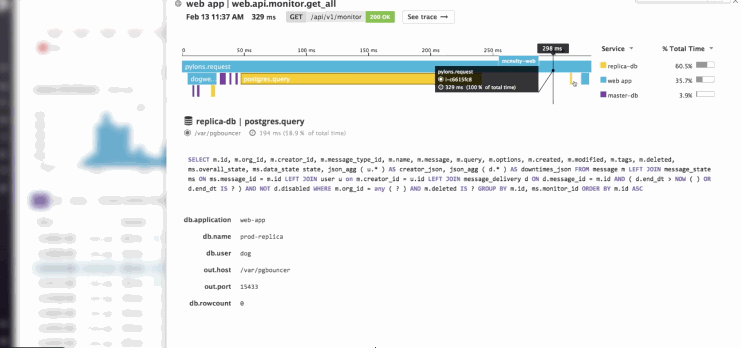 web app | web.api.monitor.get_all
Feb 13 11:37 AM 329 ms GET /api/v1/monitor 200 OK See trace →
0 50 ms 100 ms 150 ms 200 ms 250 ms 298 ms
Service % Total Time
replica-db 60.5%
web app 35.7%
master-db 3.9%
pylons.request mcnulty-web
dogwe... postgres.query
pylons.request
i-c6619fc8
329 ms (100 % of total time)
replica-db | postgres.query
/var/pgbouncer 194 ms (58.9 % of total time)
SELECT m.id, m.org_id, m.creator_id, m.message_type_id, m.name, m.message, m.query, m.options, m.created, m.modified, m.tags, m.deleted,
ms.overall_state, ms.data_state state, json_agg ( u.* ) AS creator_json, json_agg ( d.* ) AS downtimes_json FROM message m LEFT JOIN message_state
ms ON ms.message_id = m.id LEFT JOIN user u on m.creator_id = u.id LEFT JOIN message_delivery d ON d.message_id = m.id AND ( d.end_dt > NOW ( ) OR
d.end_dt IS ? ) AND NOT d.disabled WHERE m.org_id = any ( ? ) AND m.deleted IS ? GROUP BY m.id, ms.monitor_id ORDER BY m.id ASC
db.application web-app
db.name prod-replica
db.user dog
out.host /var/pgbouncer
out.port 15433
db.rowcount 0